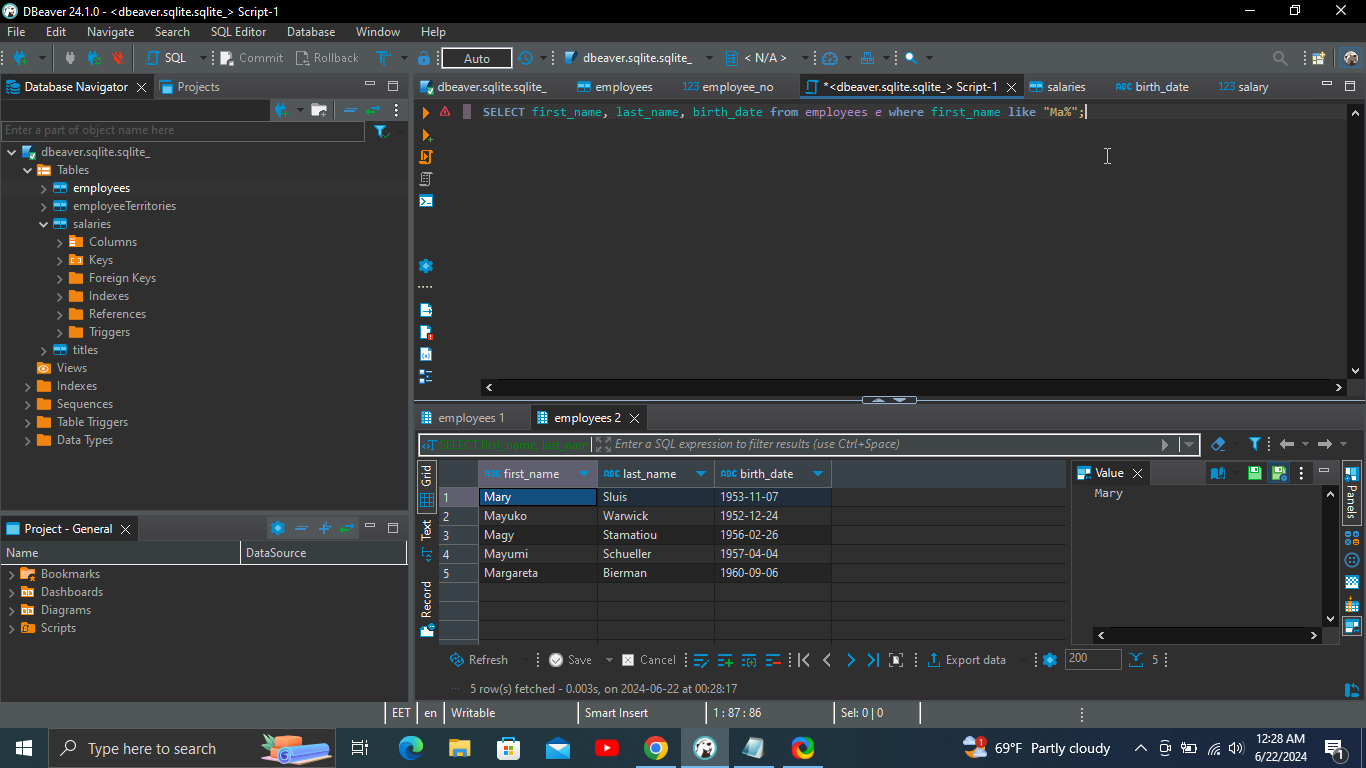 DBeaver 24.1.0 - <dbeaver.sqlite.sqlite_> Script-1
File Edit Navigate Search SQL Editor Database Window Help
SQL Commit Rollback Auto dbeaver.sqlite.sqlite_ < N/A >
Database Navigator Projects
Enter a part of object name here
dbeaver.sqlite.sqlite_
Tables
employees
employeeTerritories
salaries
Columns
Keys
Foreign Keys
Indexes
References
Triggers
titles
Views
Indexes
Sequences
Table Triggers
Data Types
Project - General
Name DataSource
Bookmarks
Dashboards
Diagrams
Scripts
dbeaver.sqlite.sqlite_ employees 123 employee_no *<dbeaver.sqlite.sqlite_> Script-1 salaries ABC birth_date 123 salary
SELECT first_name, last_name, birth_date from employees e where first_name like "Ma%";
employees 1 employees 2
SELECT first_name, last_nam Enter a SQL expression to filter results (use Ctrl+Space)
Grid
Text
Record
ABC first_name ABC last_name ABC birth_date
1 Mary Sluis 1953-11-07
2 Mayuko Warwick 1952-12-24
3 Magy Stamatiou 1956-02-26
4 Mayumi Schueller 1957-04-04
5 Margareta Bierman 1960-09-06
Value
Mary
Panels
Refresh Save Cancel Export data 200 5
5 row(s) fetched - 0.003s, on 2024-06-22 at 00:28:17
EET en Writable Smart Insert 1 : 87 : 86 Sel: 0 | 0
Type here to search
69°F Partly cloudy
1
12:28 AM
6/22/2024
1